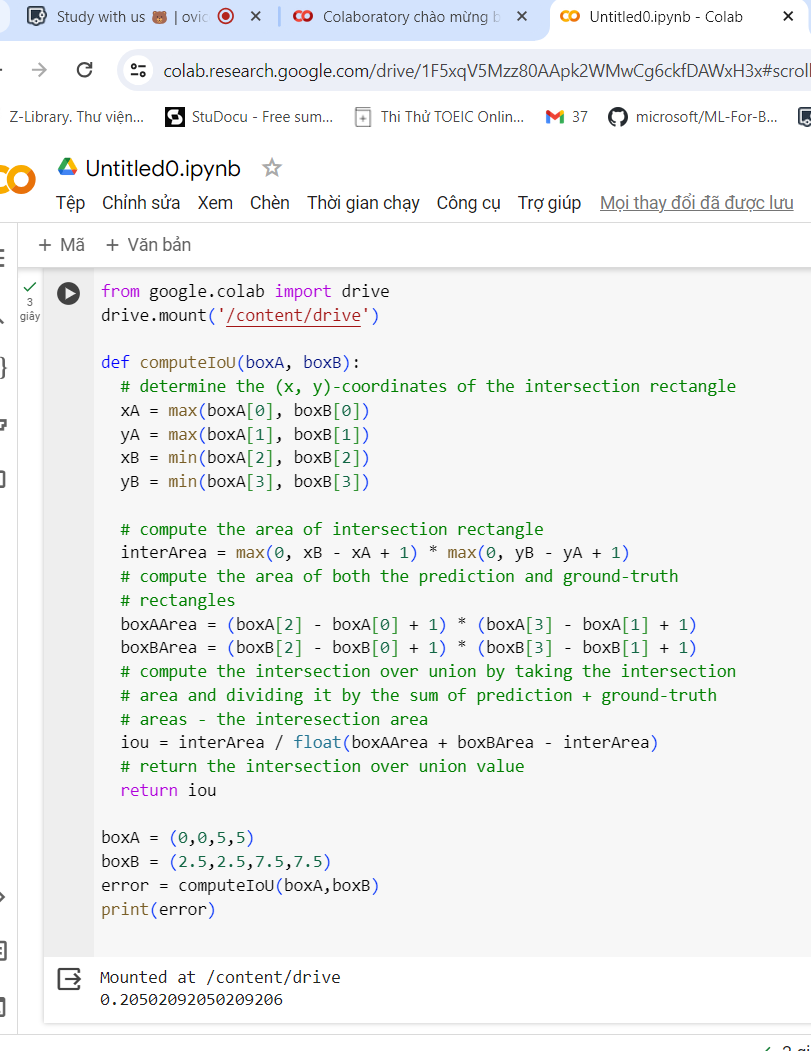 Study with us 🐻 | ovic
Colaboratory chào mừng b
Untitled0.ipynb - Colab
colab.research.google.com/drive/1F5xqV5Mzz80AApk2WMwCg6ckfDAWxH3x#scroll
Z-Library. Thư viện...
StuDocu - Free sum...
Thi Thử TOEIC Onlin...
37
microsoft/ML-For-B...
Untitled0.ipynb
Tệp Chỉnh sửa Xem Chèn Thời gian chạy Công cụ Trợ giúp Mọi thay đổi đã được lưu
+ Mã + Văn bản
3
giây
from google.colab import drive
drive.mount('/content/drive')
def computeIoU(boxA, boxB):
# determine the (x, y)-coordinates of the intersection rectangle
xA = max(boxA[0], boxB[0])
yA = max(boxA[1], boxB[1])
xB = min(boxA[2], boxB[2])
yB = min(boxA[3], boxB[3])
# compute the area of intersection rectangle
interArea = max(0, xB - xA + 1) * max(0, yB - yA + 1)
# compute the area of both the prediction and ground-truth
# rectangles
boxAArea = (boxA[2] - boxA[0] + 1) * (boxA[3] - boxA[1] + 1)
boxBArea = (boxB[2] - boxB[0] + 1) * (boxB[3] - boxB[1] + 1)
# compute the intersection over union by taking the intersection
# area and dividing it by the sum of prediction + ground-truth
# areas - the interesection area
iou = interArea / float(boxAArea + boxBArea - interArea)
# return the intersection over union value
return iou
boxA = (0,0,5,5)
boxB = (2.5,2.5,7.5,7.5)
error = computeIoU(boxA,boxB)
print(error)
Mounted at /content/drive
0.20502092050209206